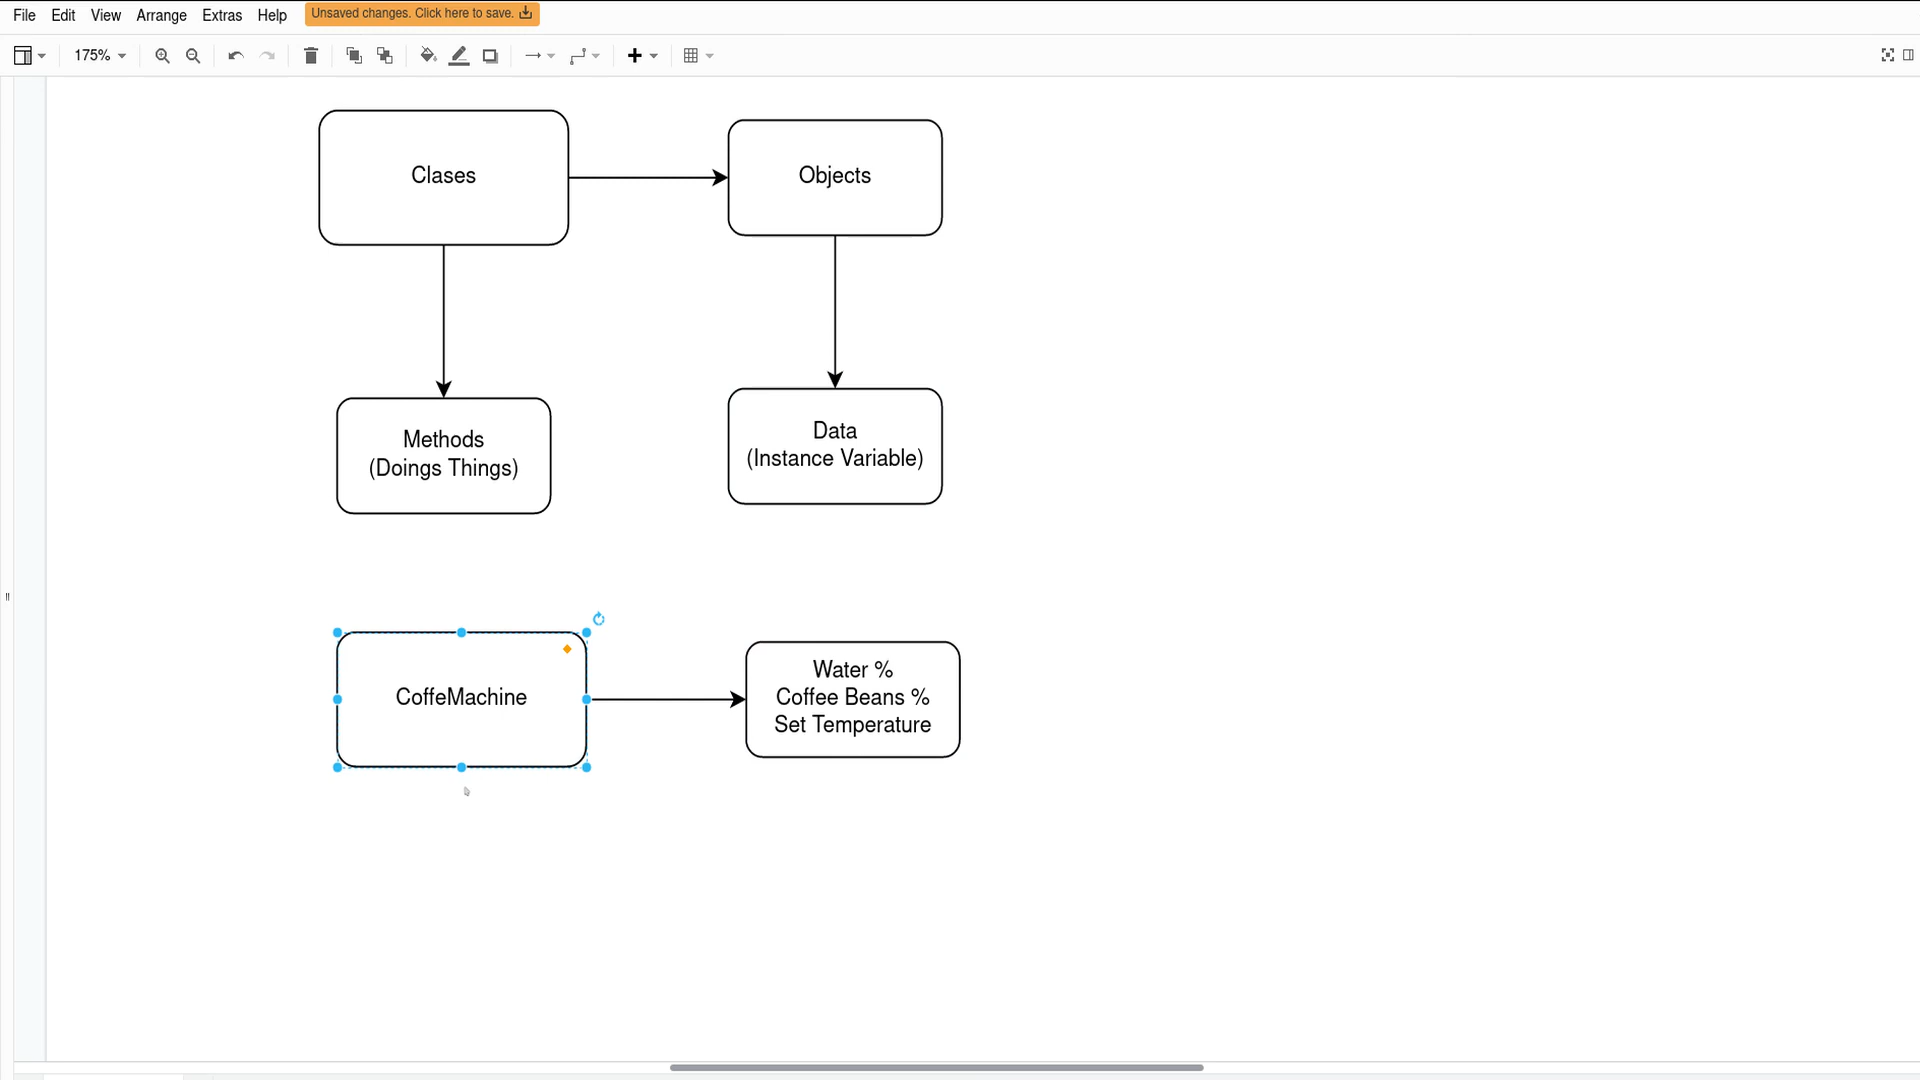 File Edit View Arrange Extras Help Unsaved changes. Click here to save.
175%
Clases
Objects
Methods
(Doings Things)
Data
(Instance Variable)
CoffeMachine
Water %
Coffee Beans %
Set Temperature